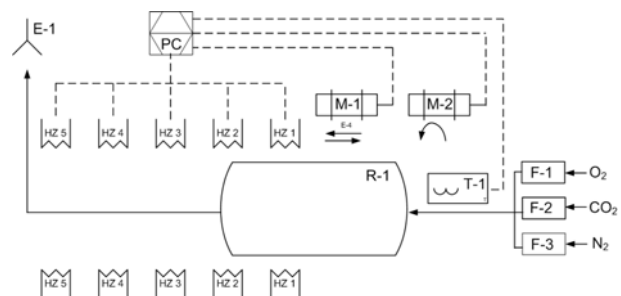 E-1
PC
M-1
M-2
E-4
HZ 5
HZ 4
HZ 3
HZ 2
HZ 1
R-1
T-1
F-1
O₂
F-2
CO₂
F-3
N₂
HZ 5
HZ 4
HZ 3
HZ 2
HZ 1